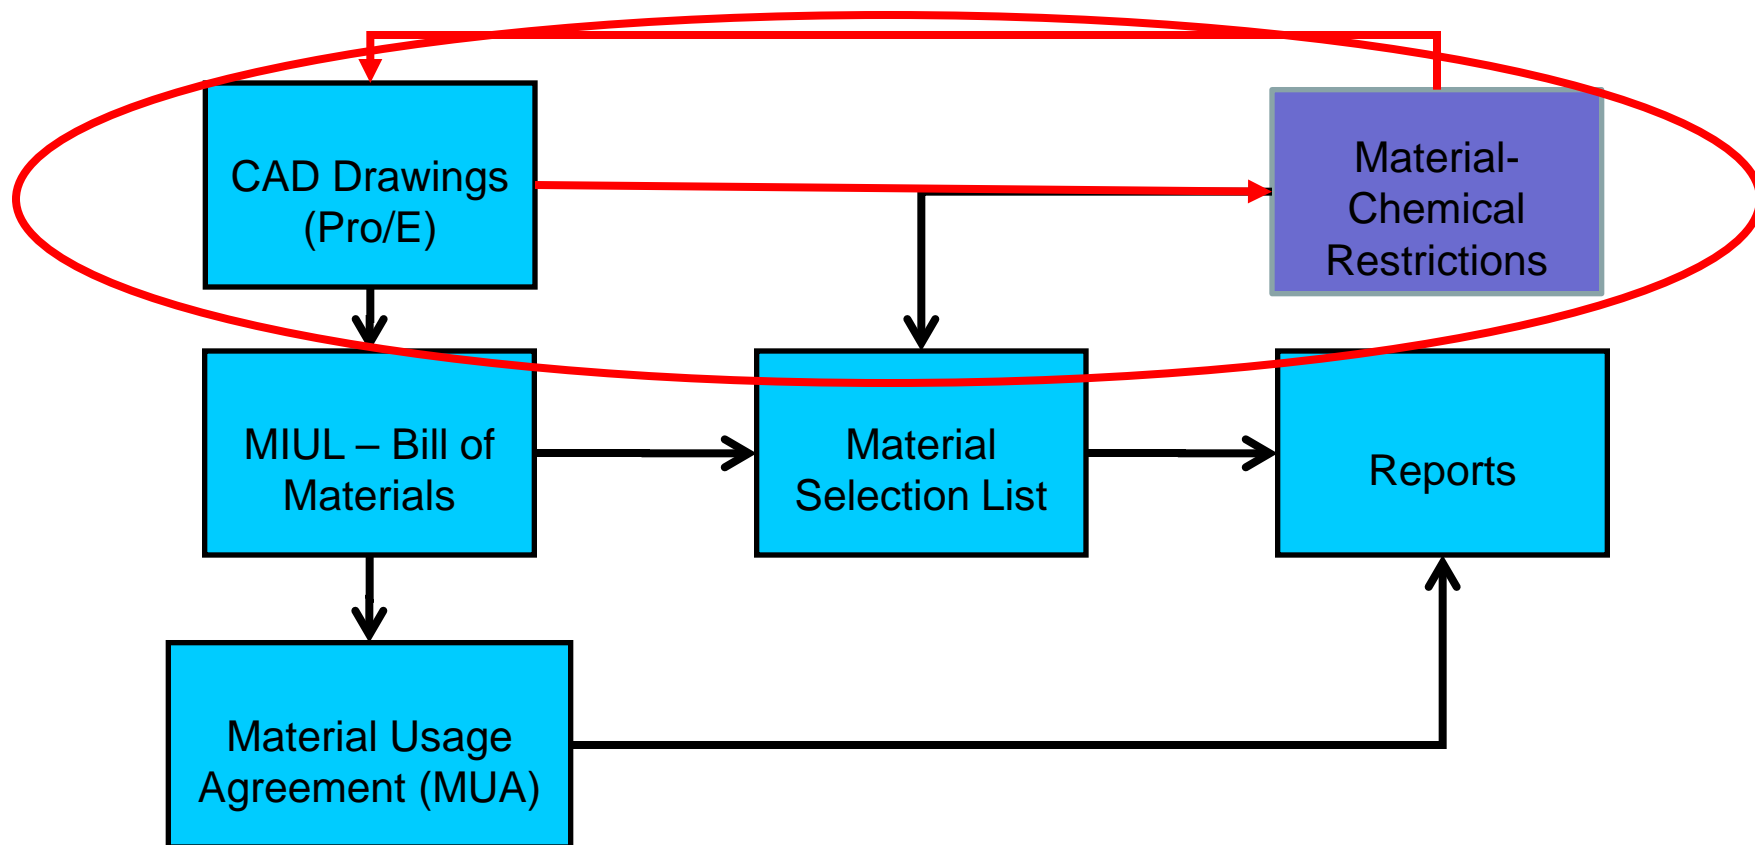 CAD Drawings
(Pro/E)
Material-
Chemical
Restrictions
MIUL – Bill of
Materials
Material
Selection List
Reports
Material Usage
Agreement (MUA)